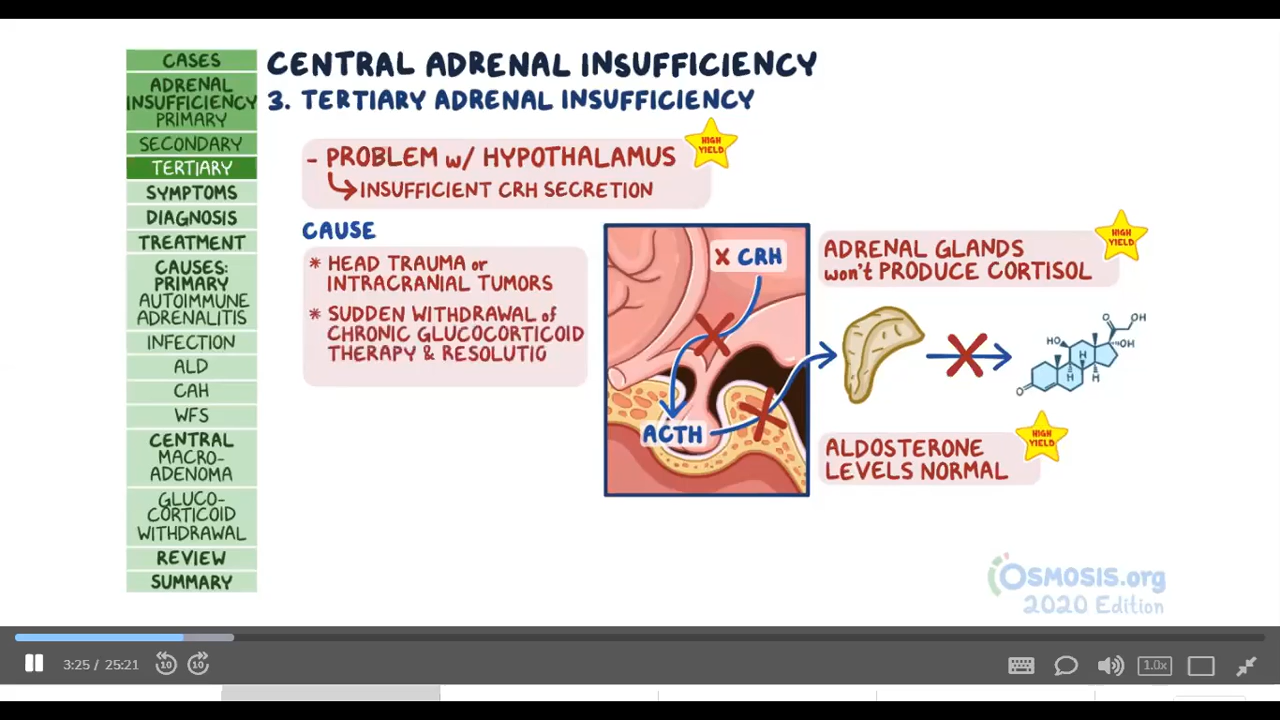 CASES
ADRENAL
INSUFFICIENCY
PRIMARY
SECONDARY
TERTIARY
SYMPTOMS
DIAGNOSIS
TREATMENT
CAUSES:
PRIMARY
AUTOIMMUNE
ADRENALITIS
INFECTION
ALD
CAH
WFS
CENTRAL
MACRO-
ADENOMA
GLUCO-
CORTICOID
WITHDRAWAL
REVIEW
SUMMARY
CENTRAL ADRENAL INSUFFICIENCY
3. TERTIARY ADRENAL INSUFFICIENCY
- PROBLEM w/ HYPOTHALAMUS
HIGH
YIELD
INSUFFICIENT CRH SECRETION
CAUSE
* HEAD TRAUMA or
INTRACRANIAL TUMORS
* SUDDEN WITHDRAWAL of
CHRONIC GLUCOCORTICOID
THERAPY & RESOLUTIO
X CRH
ACTH
ADRENAL GLANDS
won't PRODUCE CORTISOL
HIGH
YIELD
O
OH
HO
OH
H
H
H
O
ALDOSTERONE
LEVELS NORMAL
HIGH
YIELD
OSMOSIS.org
2020 Edition
3:25 / 25:21
10
10
1.0x